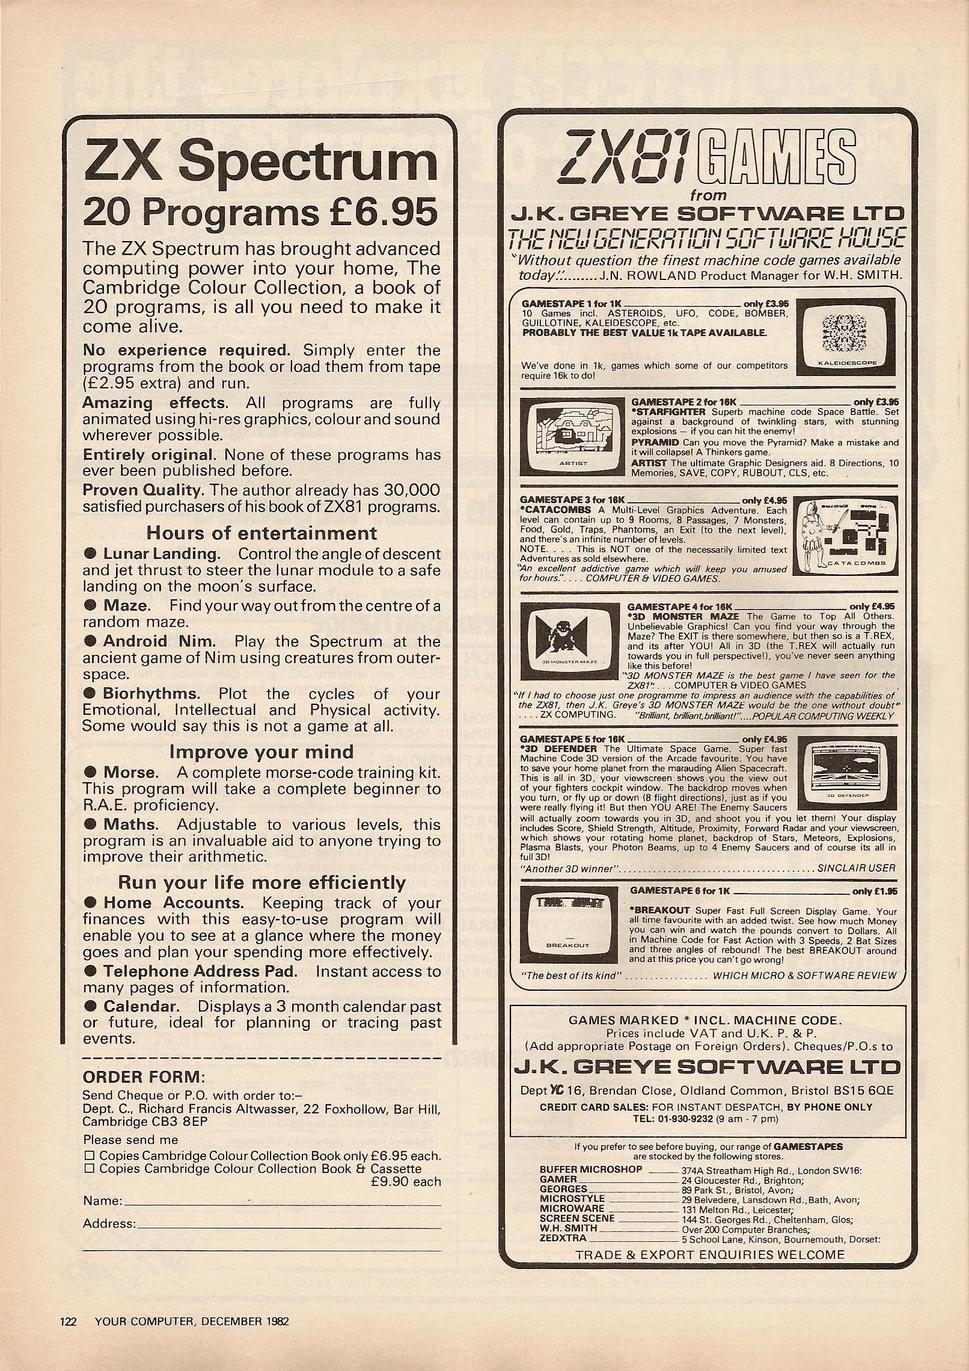 ZX Spectrum
20 Programs £6.95
The ZX Spectrum has brought advanced
computing power into your home, The
Cambridge Colour Collection, a book of
20 programs, is all you need to make it
come alive.
No experience required. Simply enter the
programs from the book or load them from tape
(£2.95 extra) and run.
Amazing effects. All programs are fully
animated using hi-res graphics, colour and sound
wherever possible.
Entirely original. None of these programs has
ever been published before.
Proven Quality. The author already has 30,000
satisfied purchasers of his book of ZX81 programs.
Hours of entertainment
● Lunar Landing. Control the angle of descent
and jet thrust to steer the lunar module to a safe
landing on the moon's surface.
● Maze. Find your way out from the centre of a
random maze.
● Android Nim. Play the Spectrum at the
ancient game of Nim using creatures from outer-
space.
● Biorhythms. Plot the cycles of your
Emotional, Intellectual and Physical activity.
Some would say this is not a game at all.
Improve your mind
● Morse. A complete morse-code training kit.
This program will take a complete beginner to
R.A.E. proficiency.
● Maths. Adjustable to various levels, this
program is an invaluable aid to anyone trying to
improve their arithmetic.
Run your life more efficiently
● Home Accounts. Keeping track of your
finances with this easy-to-use program will
enable you to see at a glance where the money
goes and plan your spending more effectively.
● Telephone Address Pad. Instant access to
many pages of information.
● Calendar. Displays a 3 month calendar past
or future, ideal for planning or tracing past
events.
ORDER FORM:
Send Cheque or P.O. with order to:–
Dept. C., Richard Francis Altwasser, 22 Foxhollow, Bar Hill,
Cambridge CB3 8EP
Please send me
☐ Copies Cambridge Colour Collection Book only £6.95 each.
☐ Copies Cambridge Colour Collection Book & Cassette
£9.90 each
Name:
Address:
ZX81 GAMES
from
J.K. GREYE SOFTWARE LTD
THE NEW GENERATION SOFTWARE HOUSE
"Without question the finest machine code games available
today."........J.N. ROWLAND Product Manager for W.H. SMITH.
GAMESTAPE 1 for 1K only £3.95
10 Games incl. ASTEROIDS, UFO, CODE, BOMBER,
GUILLOTINE, KALEIDESCOPE, etc.
PROBABLY THE BEST VALUE 1k TAPE AVAILABLE.
We've done in 1k, games which some of our competitors
require 16k to do!
KALEIDESCOPE
GAMESTAPE 2 for 16K only £3.95
*STARFIGHTER Superb machine code Space Battle. Set
against a background of twinkling stars, with stunning
explosions — if you can hit the enemy!
PYRAMID Can you move the Pyramid? Make a mistake and
it will collapse! A Thinkers game.
ARTIST The ultimate Graphic Designers aid. 8 Directions, 10
Memories, SAVE, COPY, RUBOUT, CLS, etc.
ARTIST
GAMESTAPE 3 for 16K only £4.95
*CATACOMBS A Multi-Level Graphics Adventure. Each
level can contain up to 9 Rooms, 8 Passages, 7 Monsters,
Food, Gold, Traps, Phantoms, an Exit (to the next level),
and there's an infinite number of levels.
NOTE. . . . This is NOT one of the necessarily limited text
Adventures as sold elsewhere.
"An excellent addictive game which will keep you amused
for hours.". . . . COMPUTER & VIDEO GAMES.
CATACOMBS
GAMESTAPE 4 for 16K only £4.95
*3D MONSTER MAZE The Game to Top All Others.
Unbelievable Graphics! Can you find your way through the
Maze? The EXIT is there somewhere, but then so is a T.REX,
and its after YOU! All in 3D (the T.REX will actually run
towards you in full perspective!), you've never seen anything
like this before!
"3D MONSTER MAZE is the best game I have seen for the
ZX81". . . . COMPUTER & VIDEO GAMES
"If I had to choose just one programme to impress an audience with the capabilities of
the ZX81, then J.K. Greye's 3D MONSTER MAZE would be the one without doubt"
. . . . ZX COMPUTING. "Brilliant, brilliant, brilliant!"....POPULAR COMPUTING WEEKLY
3D MONSTER MAZE
GAMESTAPE 5 for 16K only £4.95
*3D DEFENDER The Ultimate Space Game. Super fast
Machine Code 3D version of the Arcade favourite. You have
to save your home planet from the marauding Alien Spacecraft.
This is all in 3D, your viewscreen shows you the view out
of your fighters cockpit window. The backdrop moves when
you turn, or fly up or down (8 flight directions), just as if you
were really flying it! But then YOU ARE! The Enemy Saucers
will actually zoom towards you in 3D, and shoot you if you let them! Your display
includes Score, Shield Strength, Altitude, Proximity, Forward Radar and your viewscreen,
which shows your rotating home planet, backdrop of Stars, Meteors, Explosions,
Plasma Blasts, your Photon Beams, up to 4 Enemy Saucers and of course its all in
full 3D!
"Another 3D winner"........................................ SINCLAIR USER
3D DEFENDER
GAMESTAPE 6 for 1K only £1.95
*BREAKOUT Super Fast Full Screen Display Game. Your
all time favourite with an added twist. See how much Money
you can win and watch the pounds convert to Dollars. All
in Machine Code for Fast Action with 3 Speeds, 2 Bat Sizes
and three angles of rebound! The best BREAKOUT around
and at this price you can't go wrong!
"The best of its kind" ................. WHICH MICRO & SOFTWARE REVIEW
BREAKOUT
GAMES MARKED * INCL. MACHINE CODE.
Prices include VAT and U.K. P. & P.
(Add appropriate Postage on Foreign Orders). Cheques/P.O.s to
J.K. GREYE SOFTWARE LTD
Dept YC 16, Brendan Close, Oldland Common, Bristol BS15 6QE
CREDIT CARD SALES: FOR INSTANT DESPATCH, BY PHONE ONLY
TEL: 01-930-9232 (9 am - 7 pm)
If you prefer to see before buying, our range of GAMESTAPES
are stocked by the following stores.
BUFFER MICROSHOP 374A Streatham High Rd., London SW16:
GAMER 24 Gloucester Rd., Brighton;
GEORGES 89 Park St., Bristol, Avon;
MICROSTYLE 29 Belvedere, Lansdown Rd., Bath, Avon;
MICROWARE 131 Melton Rd., Leicester;
SCREEN SCENE 144 St. Georges Rd., Cheltenham, Glos;
W.H. SMITH Over 200 Computer Branches;
ZEDXTRA 5 School Lane, Kinson, Bournemouth, Dorset:
TRADE & EXPORT ENQUIRIES WELCOME
122 YOUR COMPUTER, DECEMBER 1982